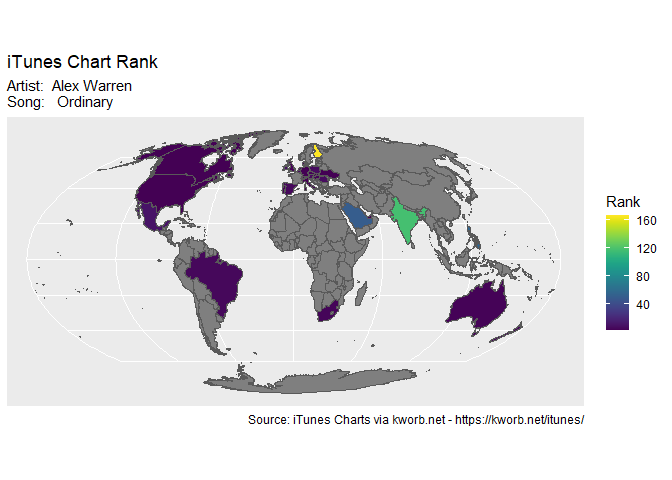 iTunes Chart Rank
Artist:  Alex Warren
Song:   Ordinary
Rank
160
120
80
40
Source: iTunes Charts via kworb.net - https://kworb.net/itunes/